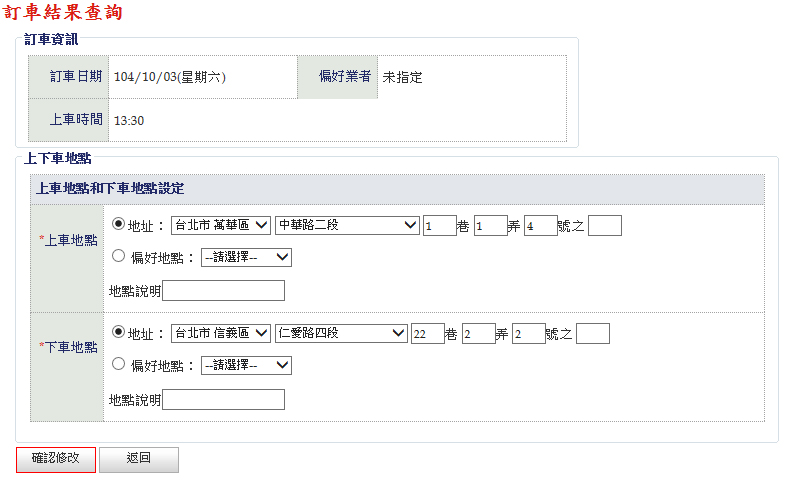 訂車結果查詢
訂車資訊
訂車日期 104/10/03(星期六) 偏好業者 未指定
上車時間 13:30
上下車地點
上車地點和下車地點設定
*上車地點 地址： 台北市 萬華區 中華路二段 1 巷 1 弄 4 號之
偏好地點： --請選擇--
地點說明
*下車地點 地址： 台北市 信義區 仁愛路四段 22 巷 2 弄 2 號之
偏好地點： --請選擇--
地點說明
確認修改 返回